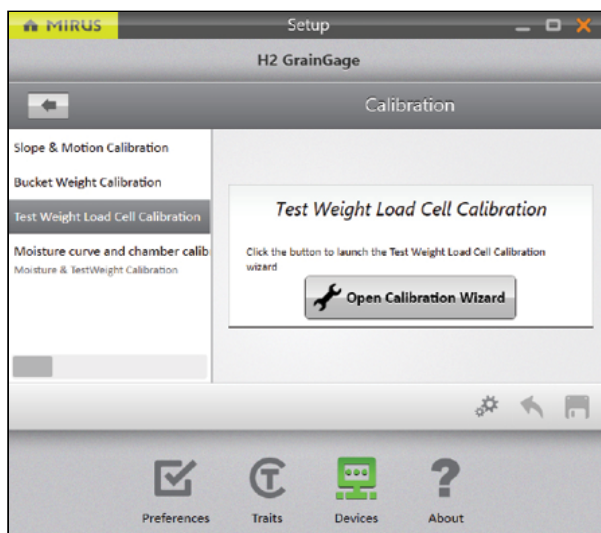 MIRUS
Setup
H2 GrainGage
Calibration
Slope & Motion Calibration
Bucket Weight Calibration
Test Weight Load Cell Calibration
Moisture curve and chamber calib
Moisture & TestWeight Calibration
Test Weight Load Cell Calibration
Click the button to launch the Test Weight Load Cell Calibration
wizard
Open Calibration Wizard
Preferences
Traits
Devices
About